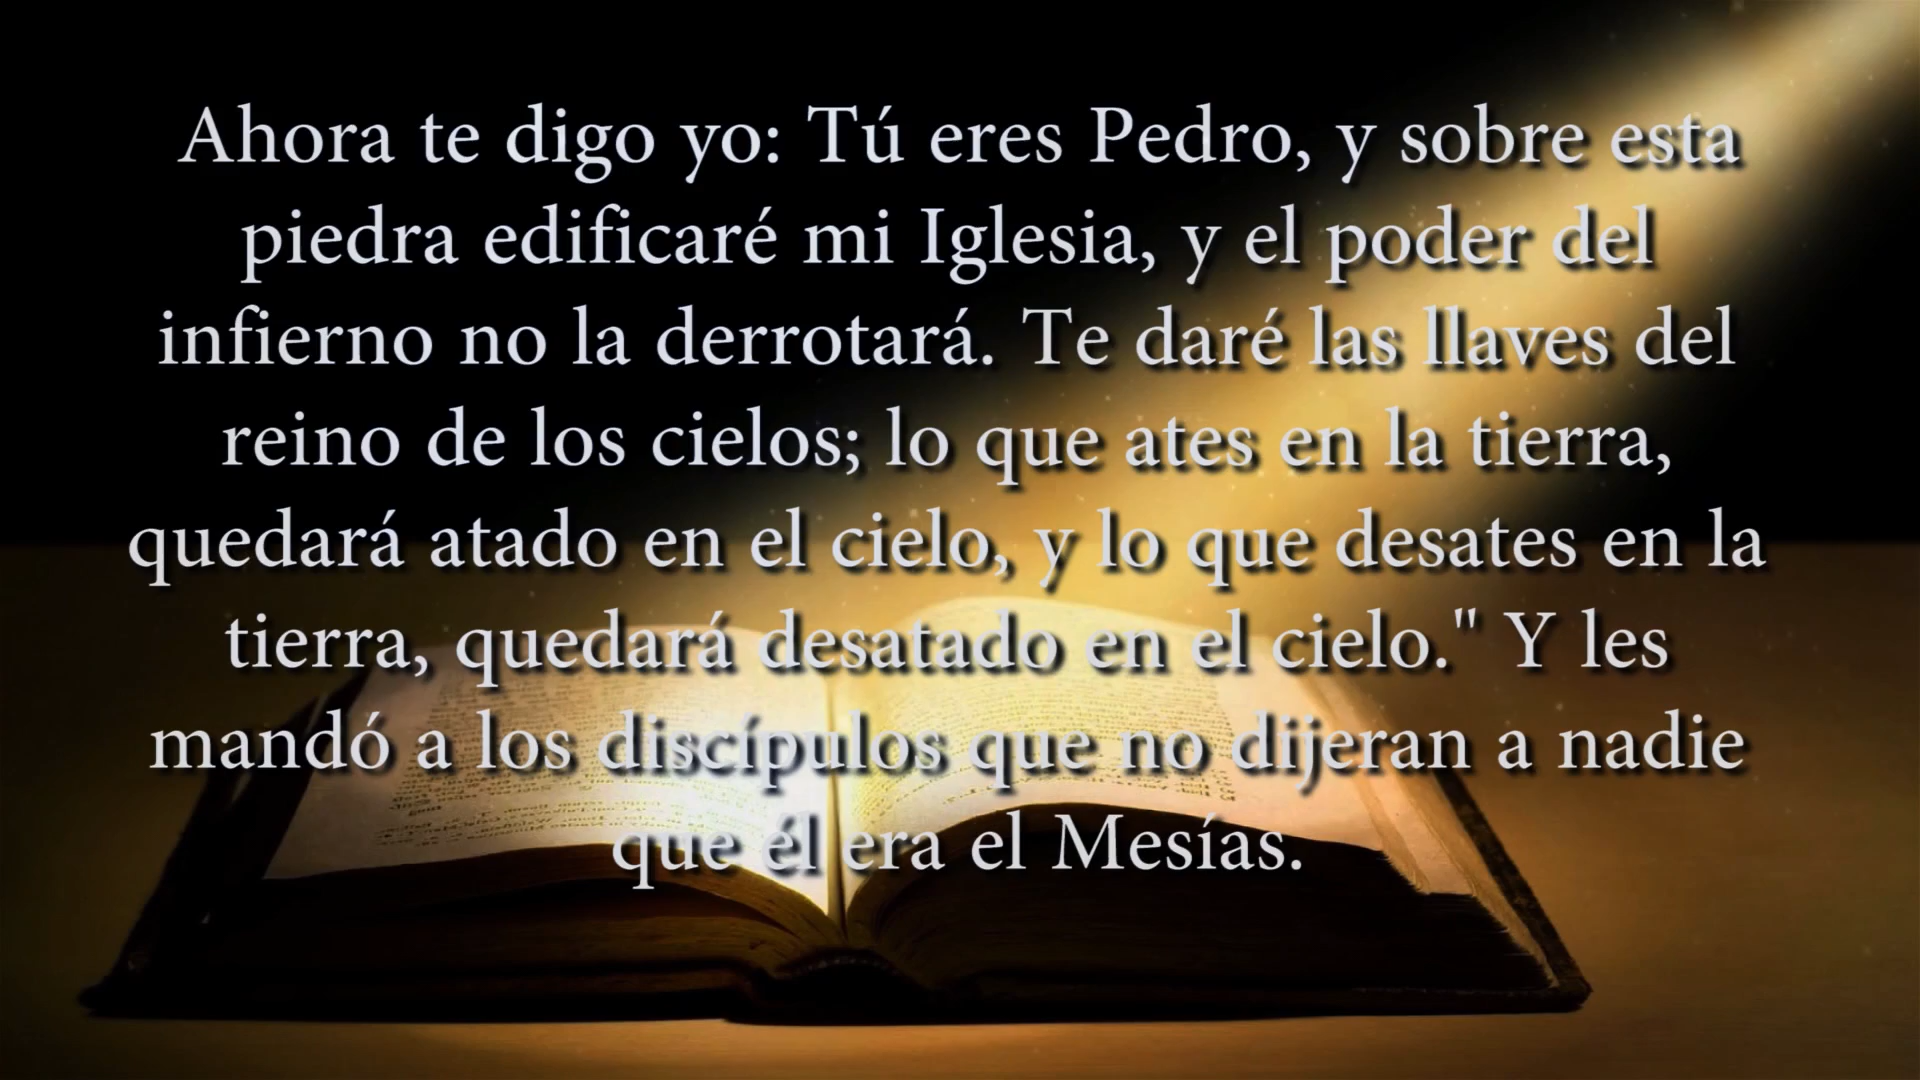 Ahora te digo yo: Tú eres Pedro, y sobre esta
piedra edificaré mi Iglesia, y el poder del
infierno no la derrotará. Te daré las llaves del
reino de los cielos; lo que ates en la tierra,
quedará atado en el cielo, y lo que desates en la
tierra, quedará desatado en el cielo." Y les
mandó a los discípulos que no dijeran a nadie
que él era el Mesías.